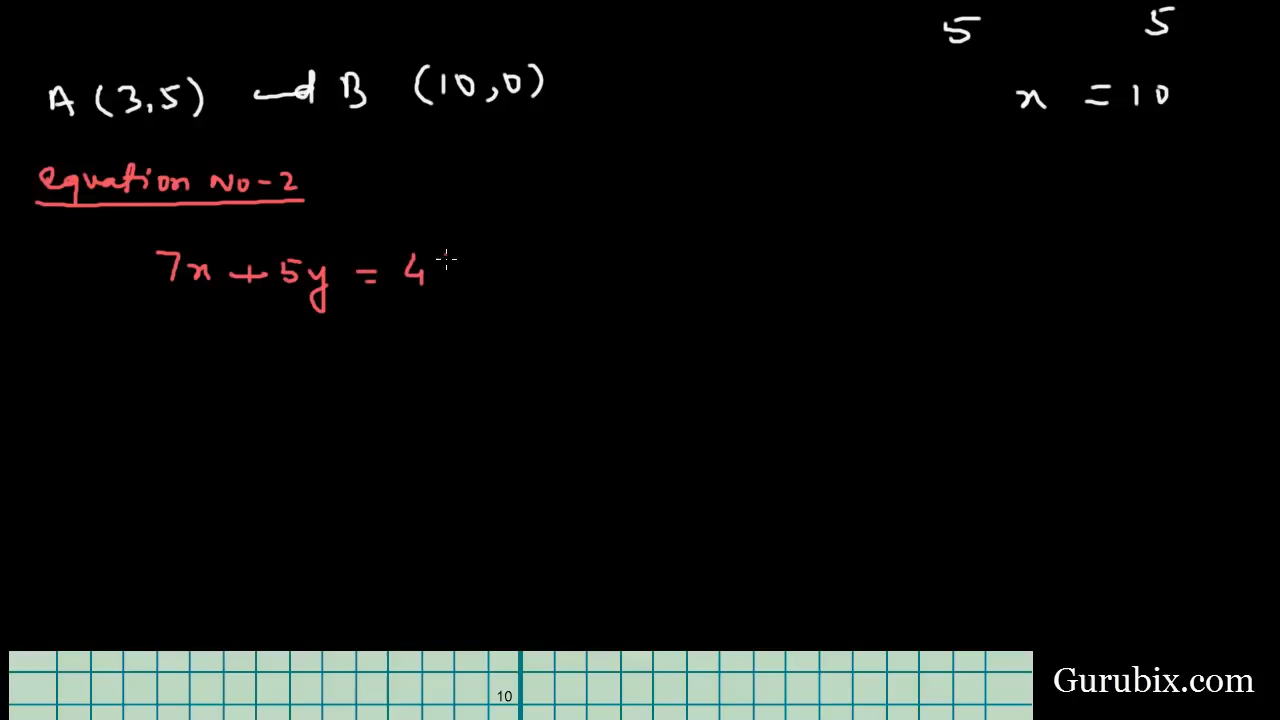 5 5
A (3,5) and B (10,0)
x = 10
equation No-2
7x + 5y = 4
10
Gurubix.com